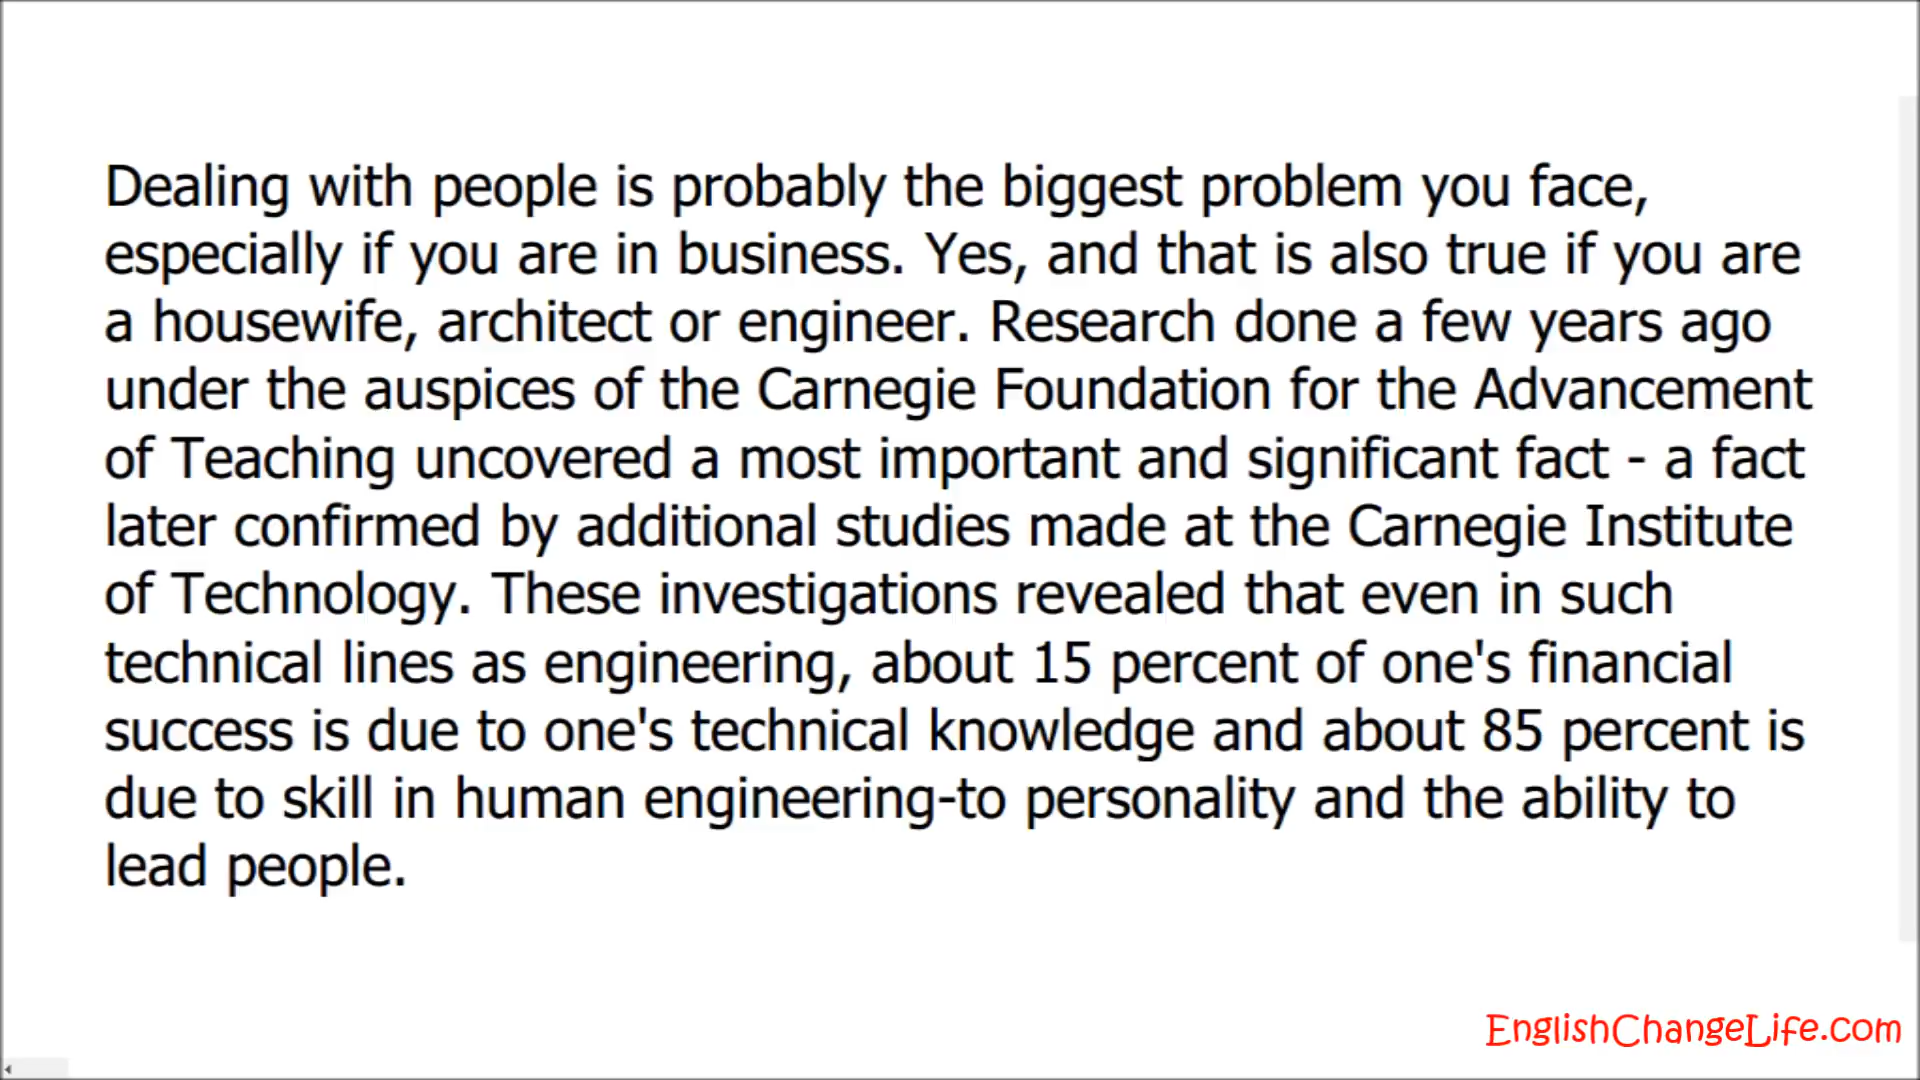 Dealing with people is probably the biggest problem you face,
especially if you are in business. Yes, and that is also true if you are
a housewife, architect or engineer. Research done a few years ago
under the auspices of the Carnegie Foundation for the Advancement
of Teaching uncovered a most important and significant fact - a fact
later confirmed by additional studies made at the Carnegie Institute
of Technology. These investigations revealed that even in such
technical lines as engineering, about 15 percent of one's financial
success is due to one's technical knowledge and about 85 percent is
due to skill in human engineering-to personality and the ability to
lead people.
EnglishChangeLife.com